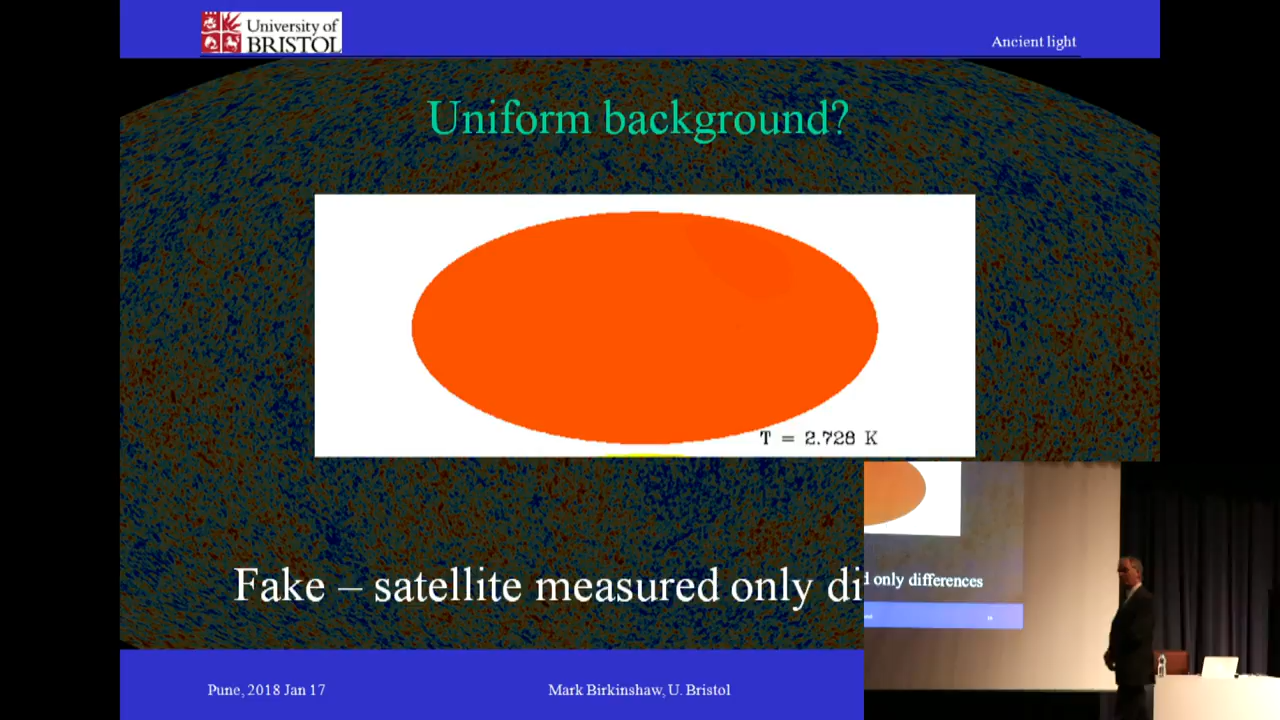 University of
BRISTOL
Ancient light
Uniform background?
T = 2.728 K
Fake – satellite measured only di
d only differences
Pune, 2018 Jan 17
Mark Birkinshaw, U. Bristol